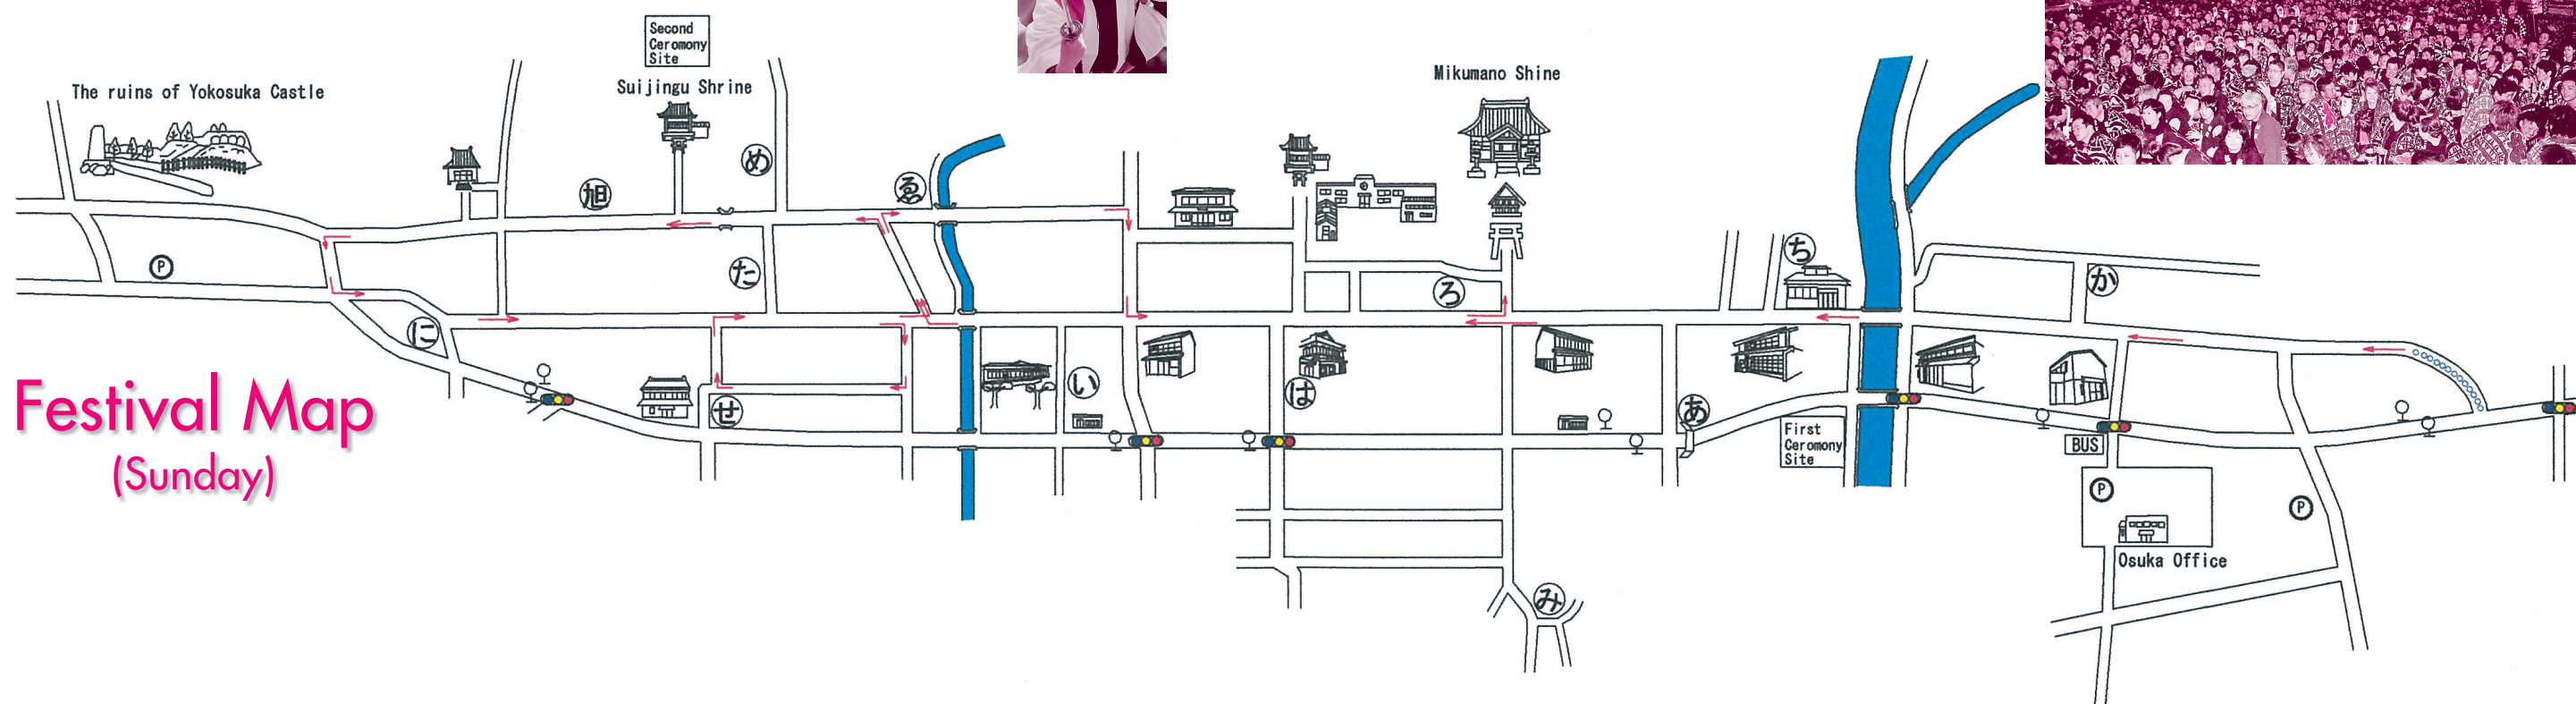 Second
Ceromony
Site
Suijingu Shrine
The ruins of Yokosuka Castle
Mikumano Shine
め
旭
ゑ
た
ち
か
ろ
に
い
は
せ
あ
み
P
Festival Map
(Sunday)
First
Ceromony
Site
BUS
P
P
Osuka Office